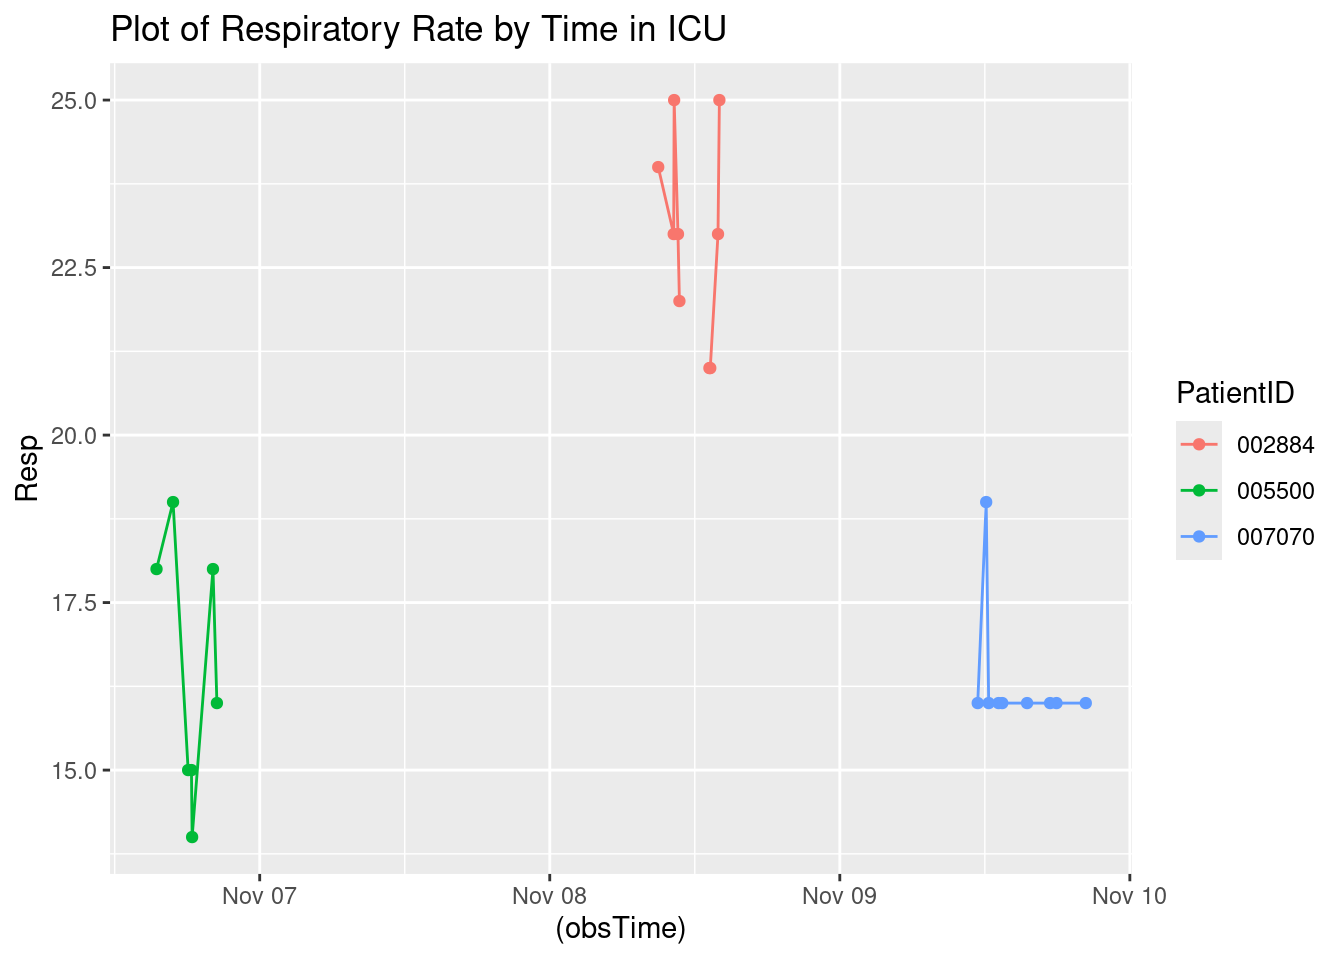 Plot of Respiratory Rate by Time in ICU
25.0
22.5
20.0
17.5
15.0
Resp
Nov 07
Nov 08
Nov 09
Nov 10
(obsTime)
PatientID
002884
005500
007070